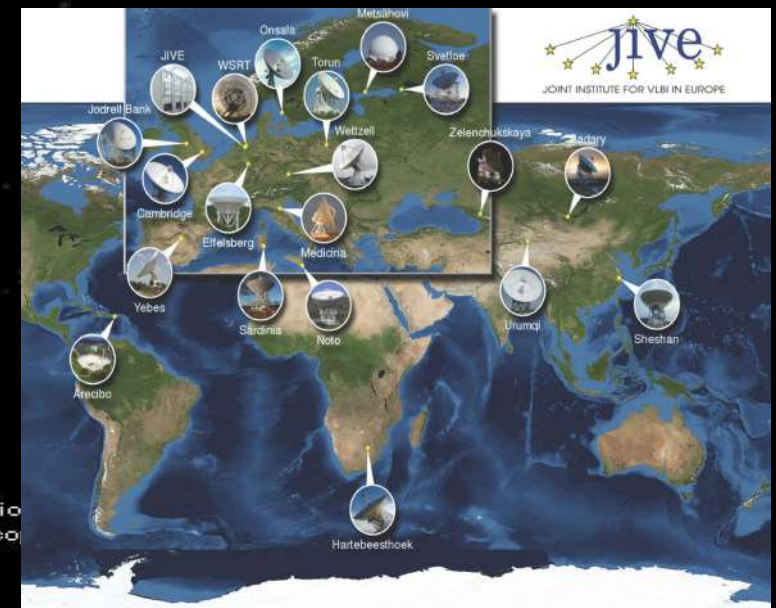 Metsähovi
Onsala
jive
JIVE
WSRT
Torun
Svetloe
JOINT INSTITUTE FOR VLBI IN EUROPE
Jodrell Bank
Wettzell
Zelenchukskaya
Cambridge
Effelsberg
Medicina
Yebes
Sardinia
Noto
Urumqi
Sheshan
Arecibo
Hartebeesthoek